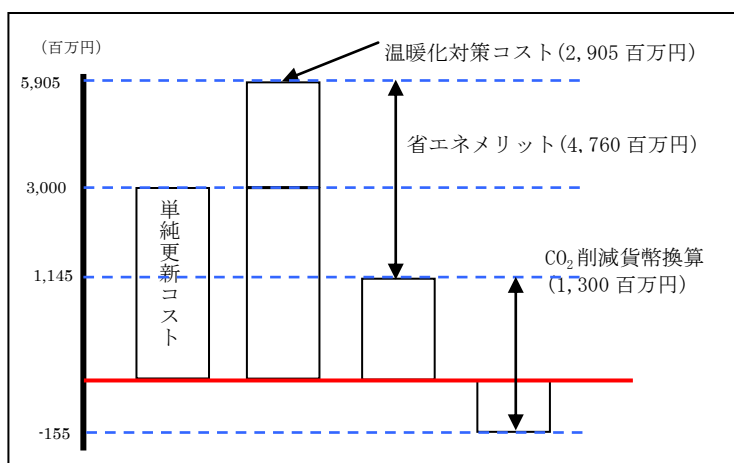 （百万円）
温暖化対策コスト(2,905 百万円)
5,905
省エネメリット(4,760 百万円)
3,000
単純更新コスト
CO₂削減貨幣換算
(1,300 百万円)
1,145
-155